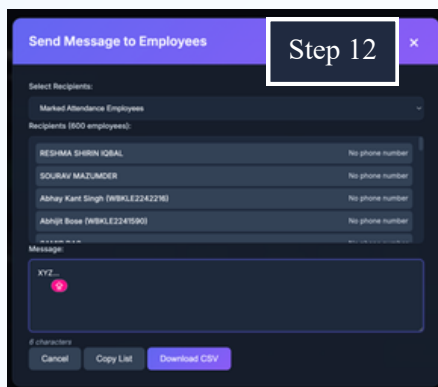 Send Message to Employees
Step 12
×
Select Recipients:
Marked Attendance Employees
Recipients (600 employees):
RESHMA SHIRIN IQBAL No phone number
SOURAV MAZUMDER No phone number
Abhay Kant Singh (WBKLE2242216) No phone number
Abhijit Bose (WBKLE2241590) No phone number
Message:
XYZ...
6 characters
Cancel Copy List Download CSV